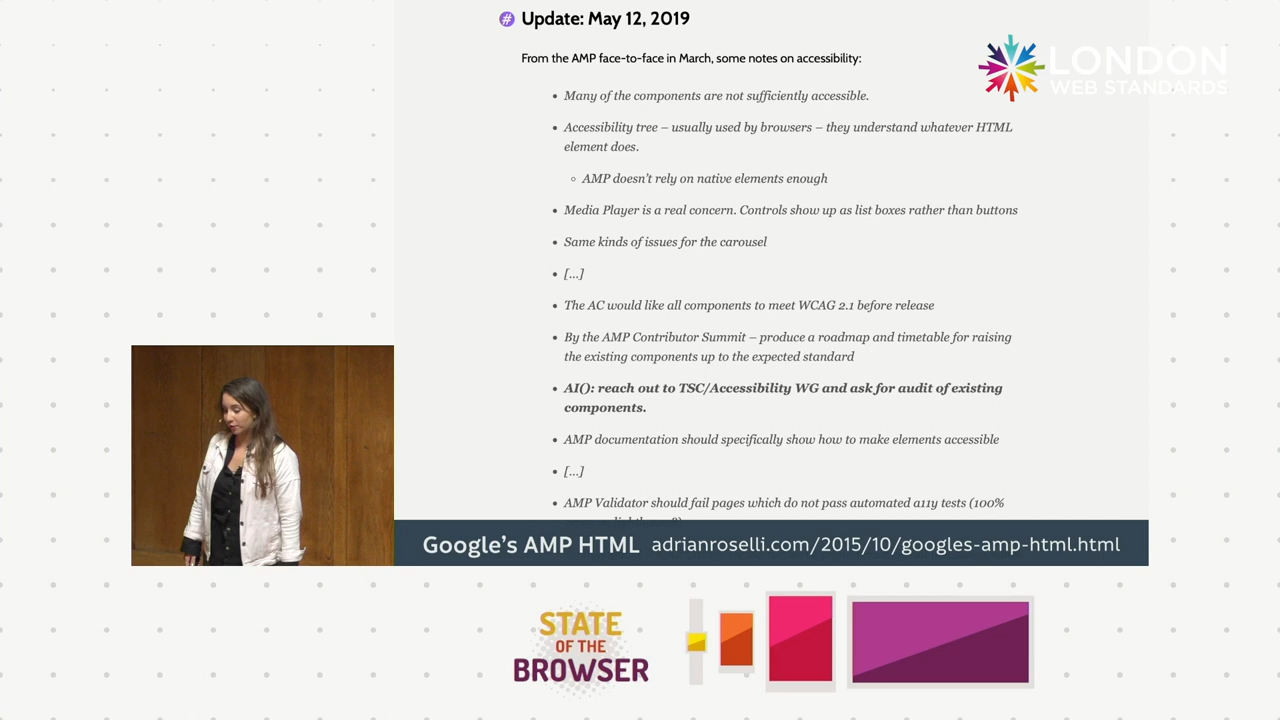 # Update: May 12, 2019
From the AMP face-to-face in March, some notes on accessibility:
LONDON
WEB STANDARDS
• Many of the components are not sufficiently accessible.
• Accessibility tree – usually used by browsers – they understand whatever HTML
element does.
◦ AMP doesn't rely on native elements enough
• Media Player is a real concern. Controls show up as list boxes rather than buttons
• Same kinds of issues for the carousel
• [...]
• The AC would like all components to meet WCAG 2.1 before release
• By the AMP Contributor Summit – produce a roadmap and timetable for raising
the existing components up to the expected standard
• AI(): reach out to TSC/Accessibility WG and ask for audit of existing
components.
• AMP documentation should specifically show how to make elements accessible
• [...]
• AMP Validator should fail pages which do not pass automated a11y tests (100%
Google's AMP HTML adrianroselli.com/2015/10/googles-amp-html.html
STATE
OF THE
BROWSER